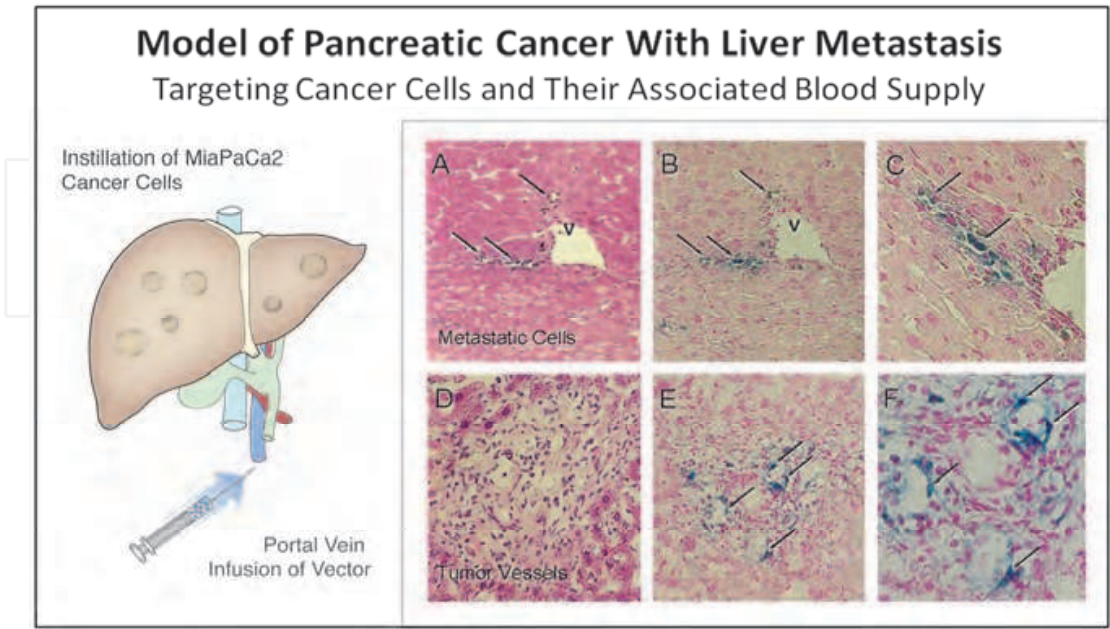 Model of Pancreatic Cancer With Liver Metastasis
Targeting Cancer Cells and Their Associated Blood Supply
Instillation of MiaPaCa2
Cancer Cells
Portal Vein
Infusion of Vector
A
V
Metastatic Cells
B
V
C
D
Tumor Vessels
E
F